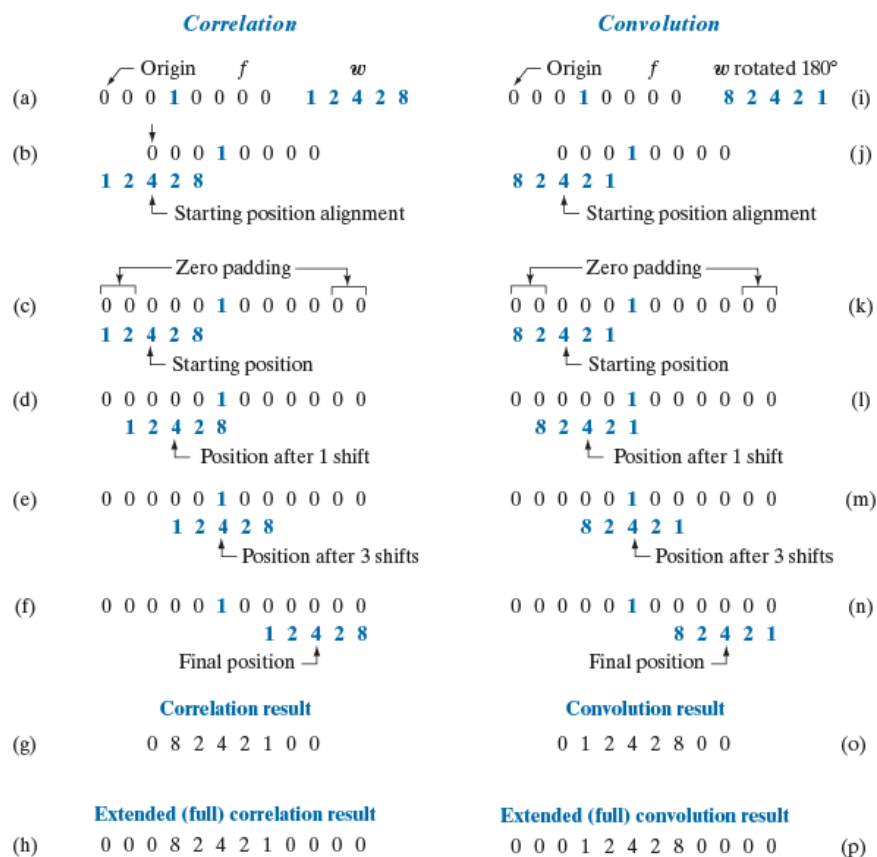 Correlation Convolution
Origin f w Origin f w rotated 180°
(a) 0 0 0 1 0 0 0 0 1 2 4 2 8 0 0 0 1 0 0 0 0 8 2 4 2 1 (i)
(b) 0 0 0 1 0 0 0 0 0 0 0 1 0 0 0 0 (j)
1 2 4 2 8 8 2 4 2 1
Starting position alignment Starting position alignment
Zero padding Zero padding
(c) 0 0 0 0 0 1 0 0 0 0 0 0 0 0 0 0 0 1 0 0 0 0 0 0 (k)
1 2 4 2 8 8 2 4 2 1
Starting position Starting position
(d) 0 0 0 0 0 1 0 0 0 0 0 0 0 0 0 0 0 1 0 0 0 0 0 0 (l)
1 2 4 2 8 8 2 4 2 1
Position after 1 shift Position after 1 shift
(e) 0 0 0 0 0 1 0 0 0 0 0 0 0 0 0 0 0 1 0 0 0 0 0 0 (m)
1 2 4 2 8 8 2 4 2 1
Position after 3 shifts Position after 3 shifts
(f) 0 0 0 0 0 1 0 0 0 0 0 0 0 0 0 0 0 1 0 0 0 0 0 0 (n)
1 2 4 2 8 8 2 4 2 1
Final position Final position
Correlation result Convolution result
(g) 0 8 2 4 2 1 0 0 0 1 2 4 2 8 0 0 (o)
Extended (full) correlation result Extended (full) convolution result
(h) 0 0 0 8 2 4 2 1 0 0 0 0 0 0 0 1 2 4 2 8 0 0 0 0 (p)